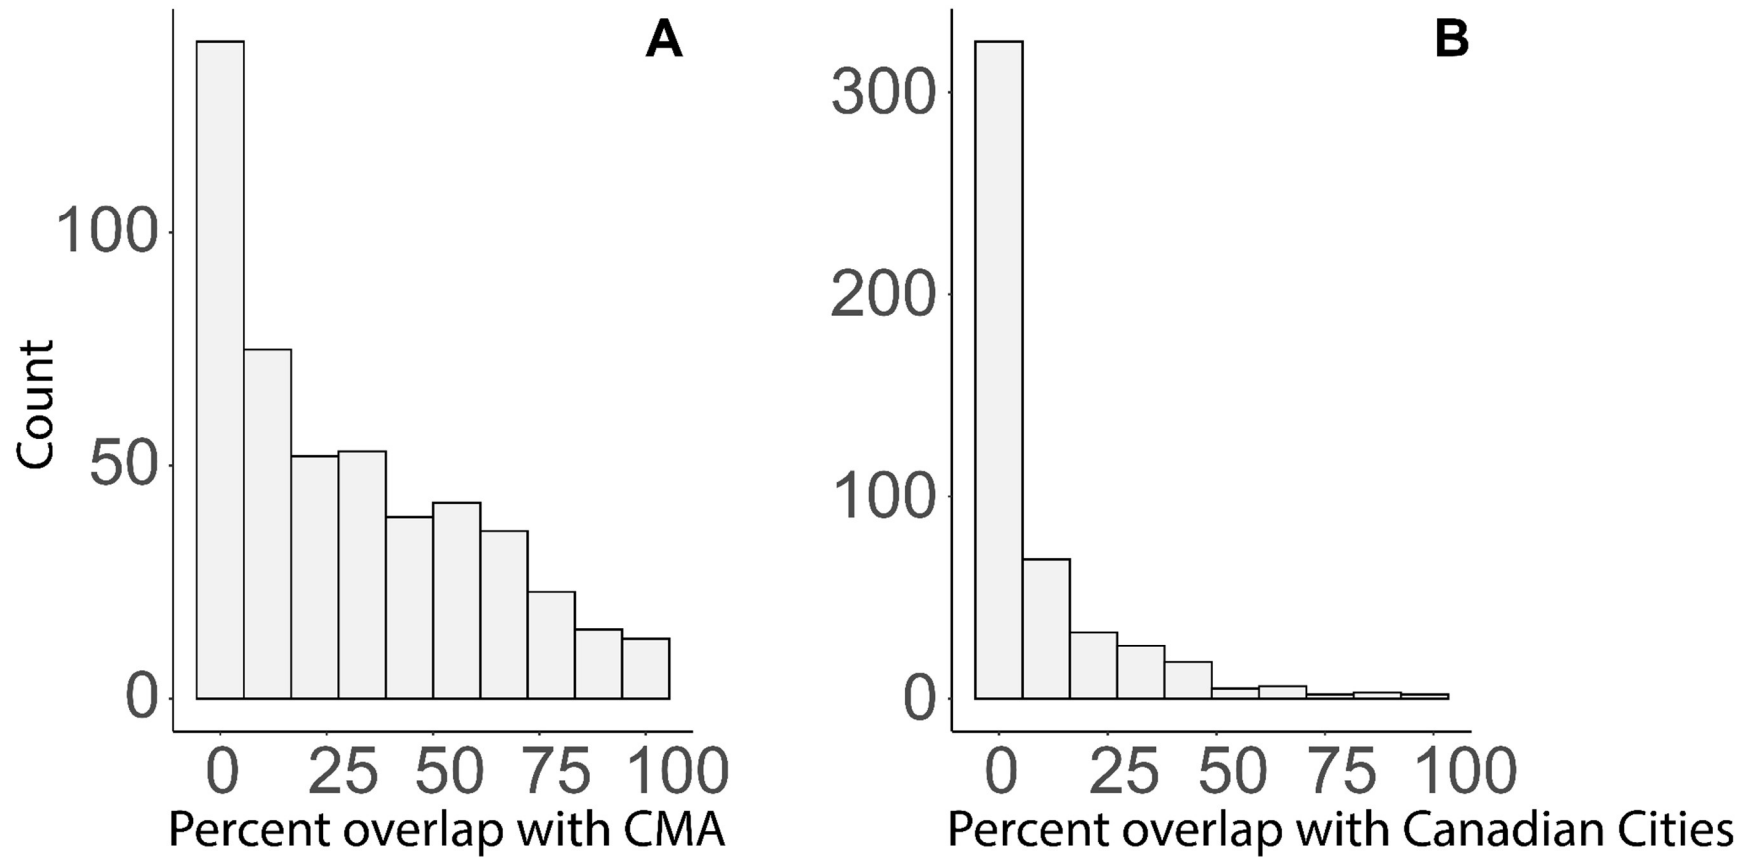 A
100
50
0
Count
0 25 50 75 100
Percent overlap with CMA
B
300
200
100
0
0 25 50 75 100
Percent overlap with Canadian Cities